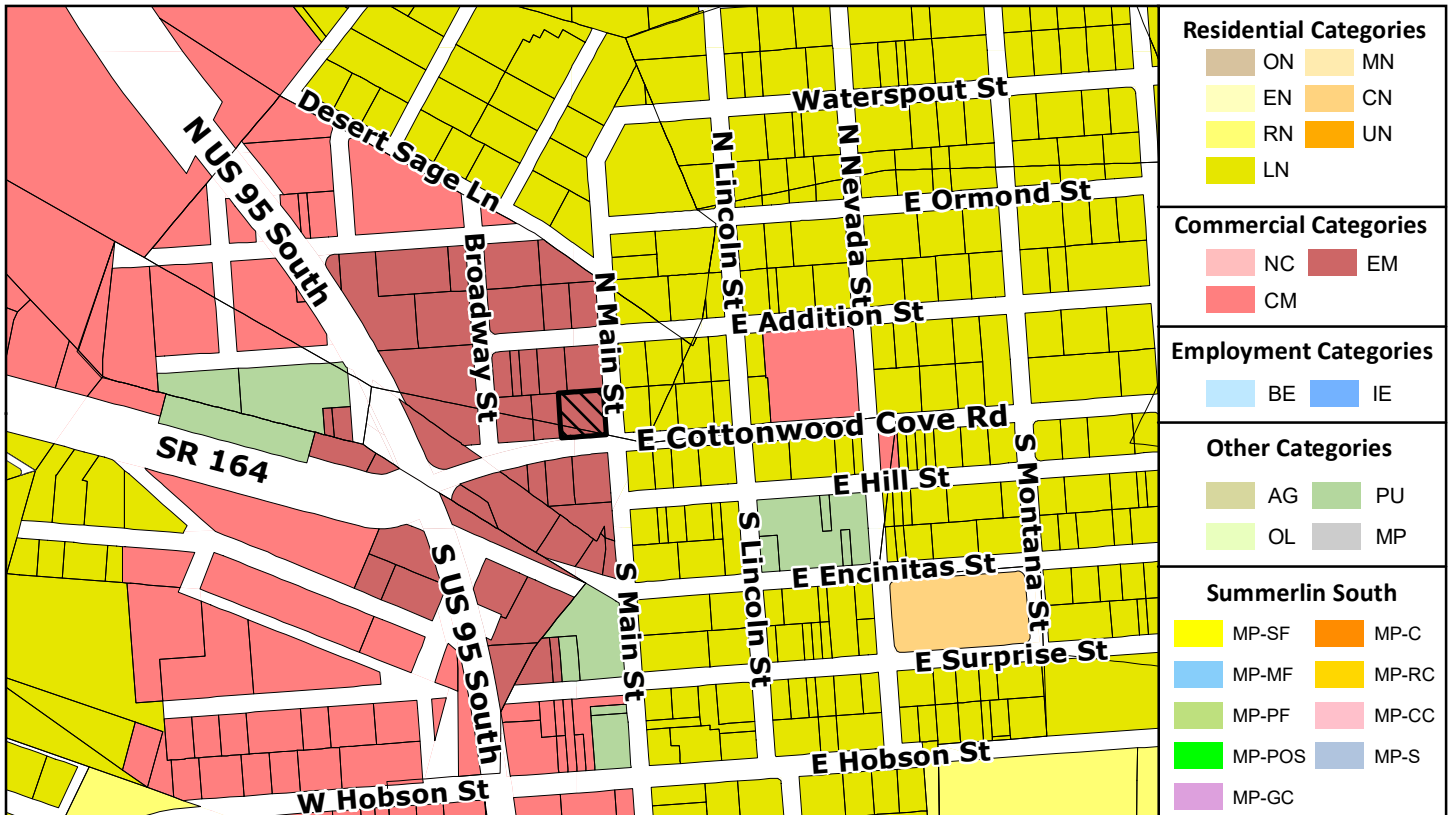 Waterspout St
Desert Sage Ln
N US 95 South
N Lincoln St
N Nevada St
E Ormond St
Broadway St
N Main St
E Addition St
E Cottonwood Cove Rd
SR 164
E Hill St
S Montana St
S Lincoln St
E Encinitas St
S US 95 South
S Main St
E Surprise St
E Hobson St
W Hobson St
Residential Categories
ON MN
EN CN
RN UN
LN
Commercial Categories
NC EM
CM
Employment Categories
BE IE
Other Categories
AG PU
OL MP
Summerlin South
MP-SF MP-C
MP-MF MP-RC
MP-PF MP-CC
MP-POS MP-S
MP-GC